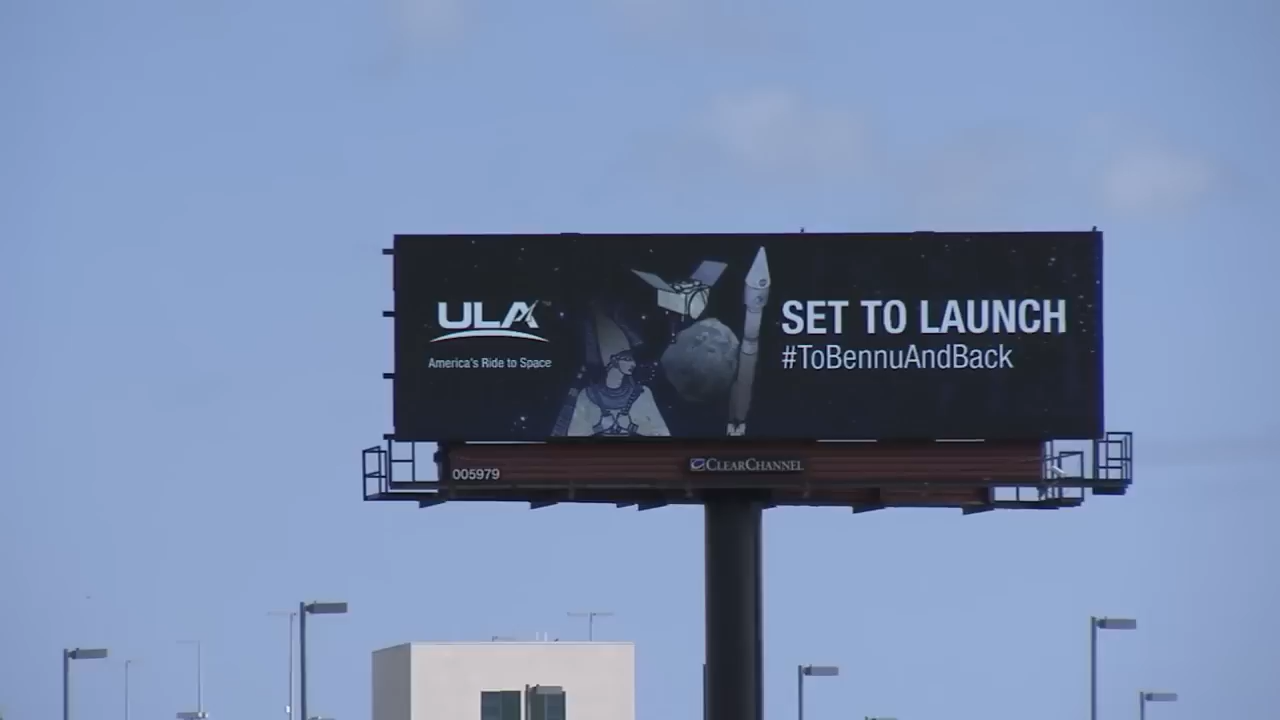 ULA
America's Ride to Space
SET TO LAUNCH
#ToBennuAndBack
005979
CLEARCHANNEL